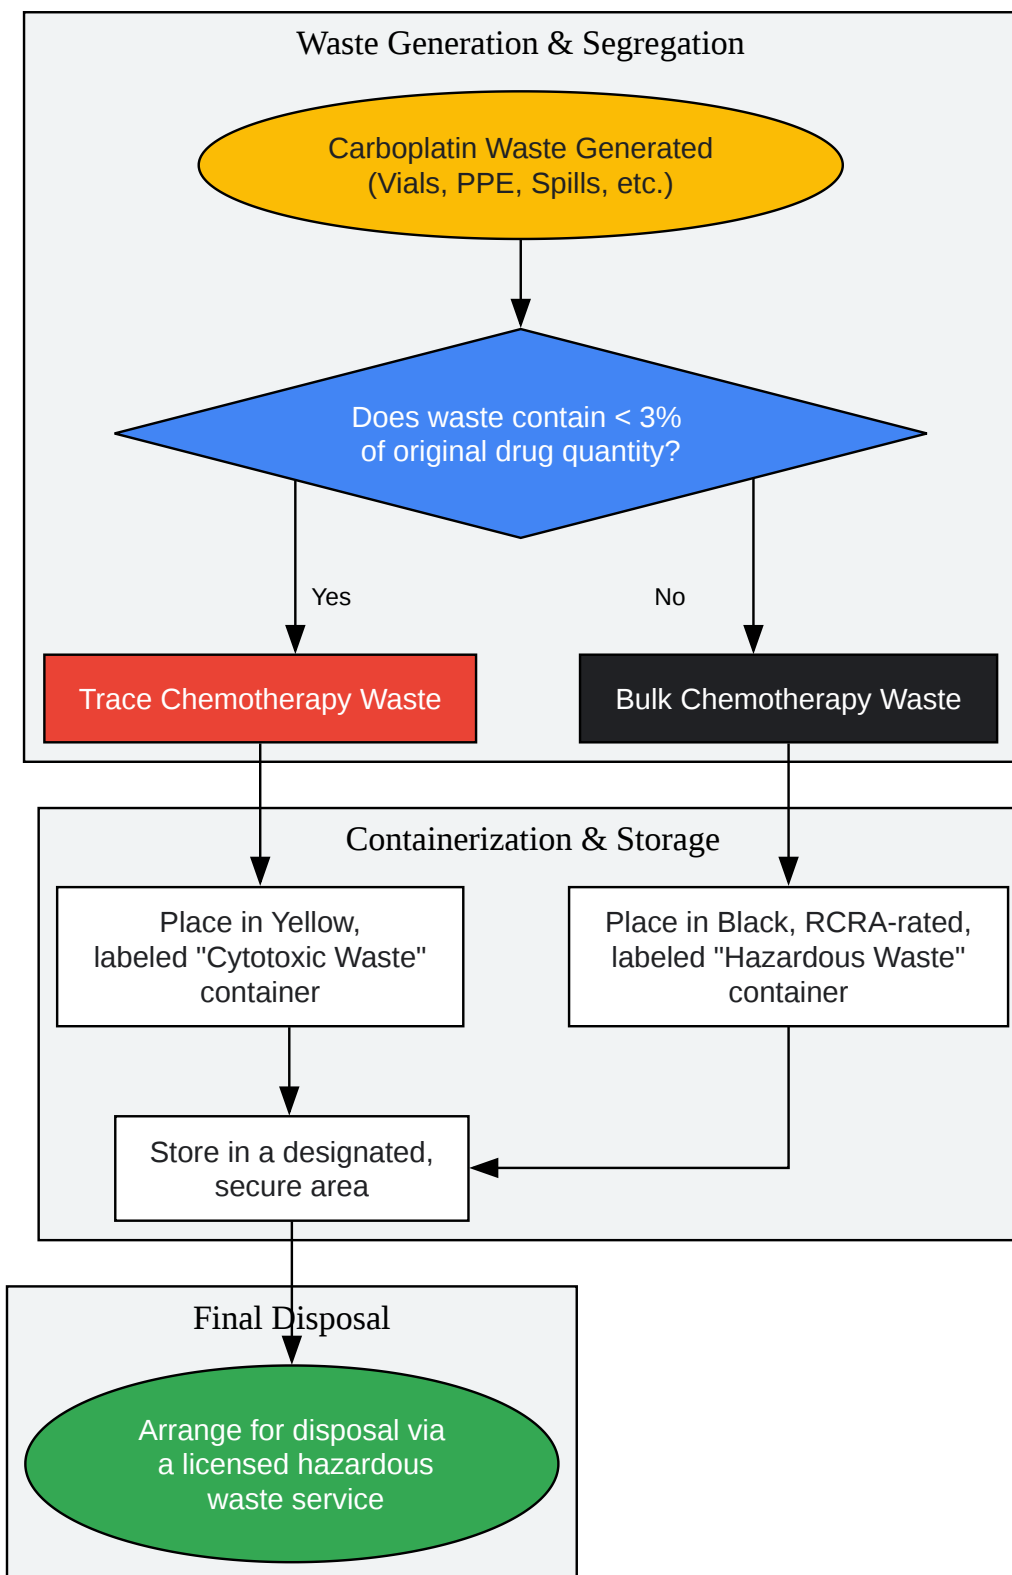 Waste Generation & Segregation
Carboplatin Waste Generated
(Vials, PPE, Spills, etc.)
Does waste contain < 3%
of original drug quantity?
Yes
No
Trace Chemotherapy Waste
Bulk Chemotherapy Waste
Containerization & Storage
Place in Yellow,
labeled "Cytotoxic Waste"
container
Place in Black, RCRA-rated,
labeled "Hazardous Waste"
container
Store in a designated,
secure area
Final Disposal
Arrange for disposal via
a licensed hazardous
waste service